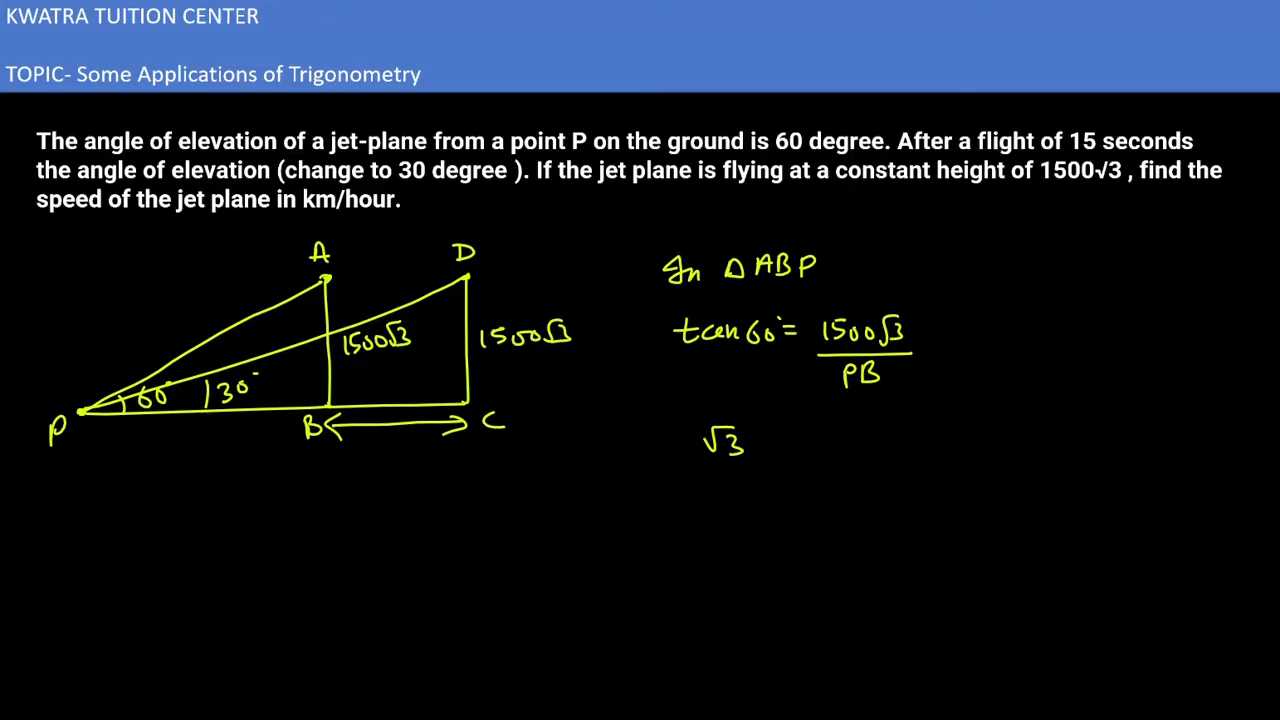 KWATRA TUITION CENTER
TOPIC- Some Applications of Trigonometry
The angle of elevation of a jet-plane from a point P on the ground is 60 degree. After a flight of 15 seconds
the angle of elevation (change to 30 degree ). If the jet plane is flying at a constant height of 1500√3 , find the
speed of the jet plane in km/hour.
A
D
1500√3
1500√3
60°
30°
P
B
C
In △ ABP
tan 60° = 1500√3
PB
√3